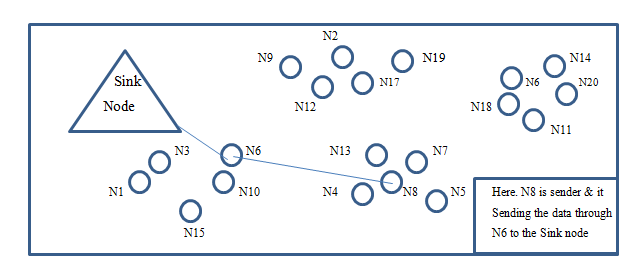 N2
N9
N19
N14
Sink
N17
N6
N20
Node
N12
N18
N11
N3
N6
N13
N7
N1
N10
N4
N8
N5
Here. N8 is sender & it
Sending the data through
N6 to the Sink node
N15